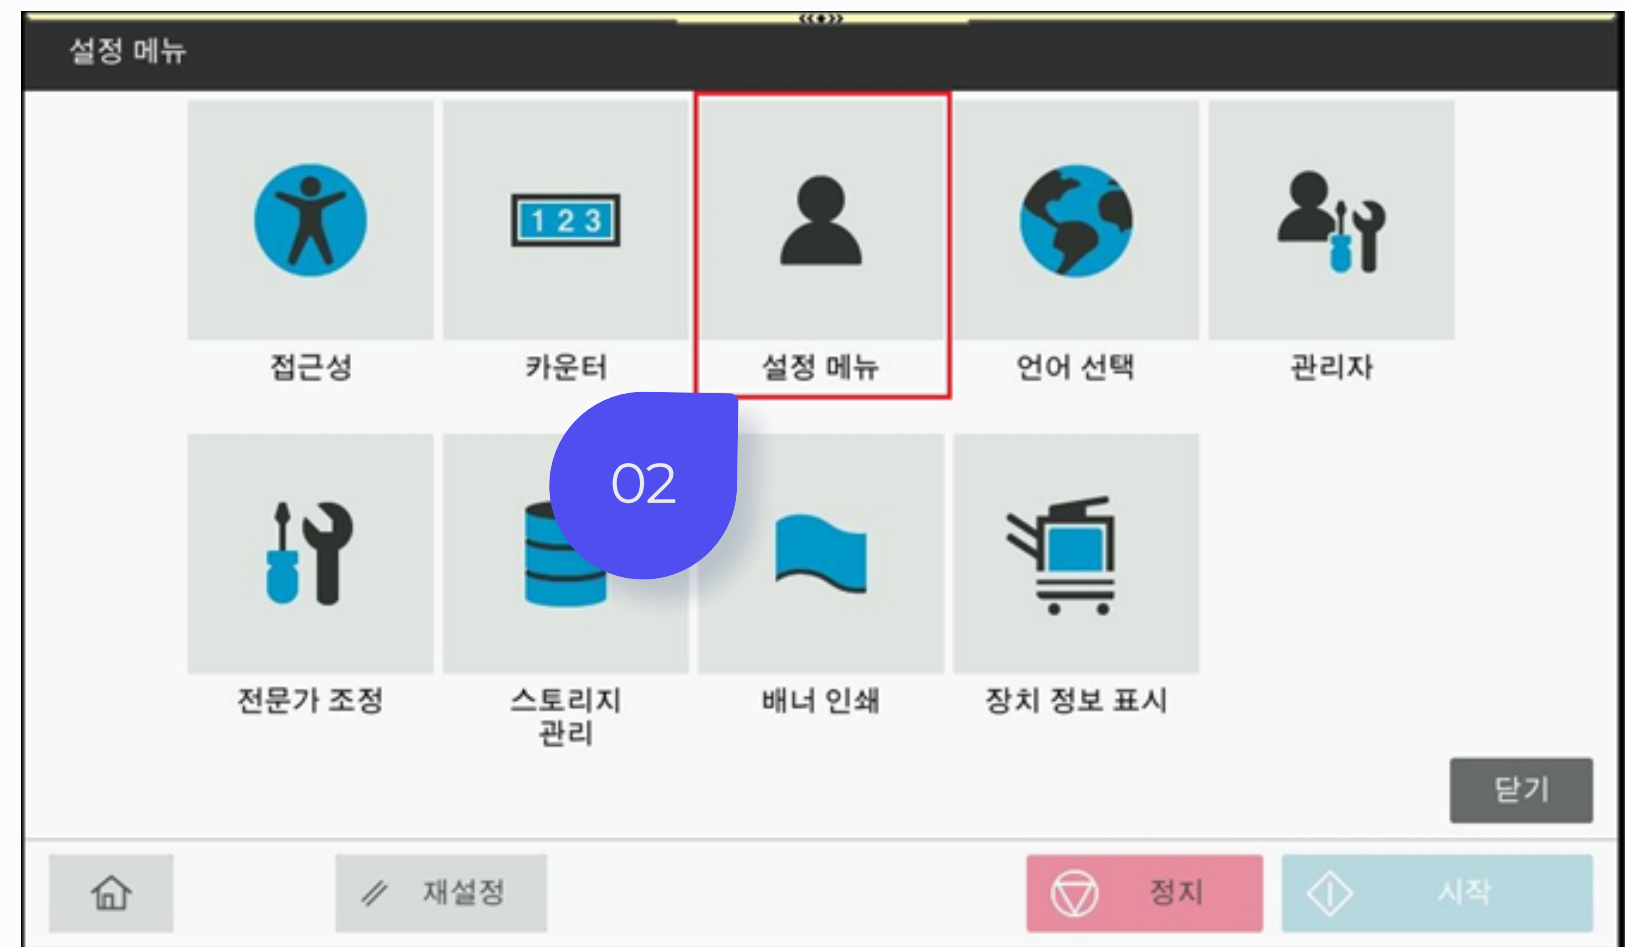 설정 메뉴
1 2 3
접근성
카운터
설정 메뉴
언어 선택
관리자
02
전문가 조정
스토리지
관리
배너 인쇄
장치 정보 표시
닫기
재설정
정지
시작